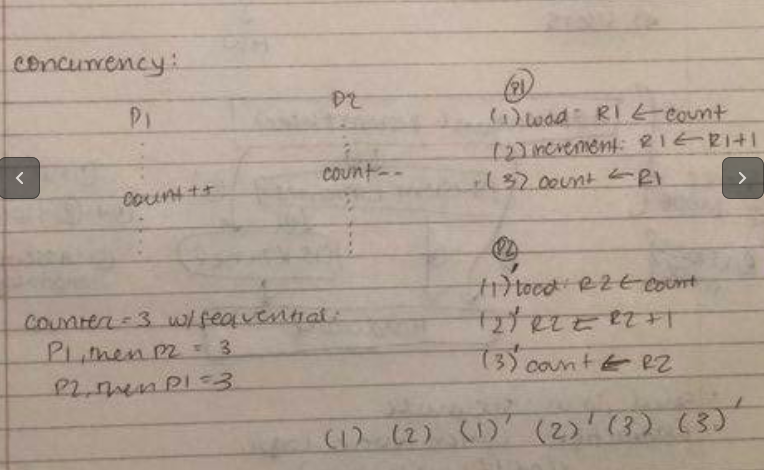 concurrency:
P1
count++
P2
count--
(P1)
(1) load: R1 ← count
(2) increment: R1 ← R1+1
(3) count ← R1
(P2)
(1)' load: R2 ← count
(2)' R2 ← R2+1
(3)' count ← R2
counter = 3 w/ sequential:
P1, then P2 = 3
P2, then P1 = 3
(1) (2) (1)' (2)' (3) (3)'